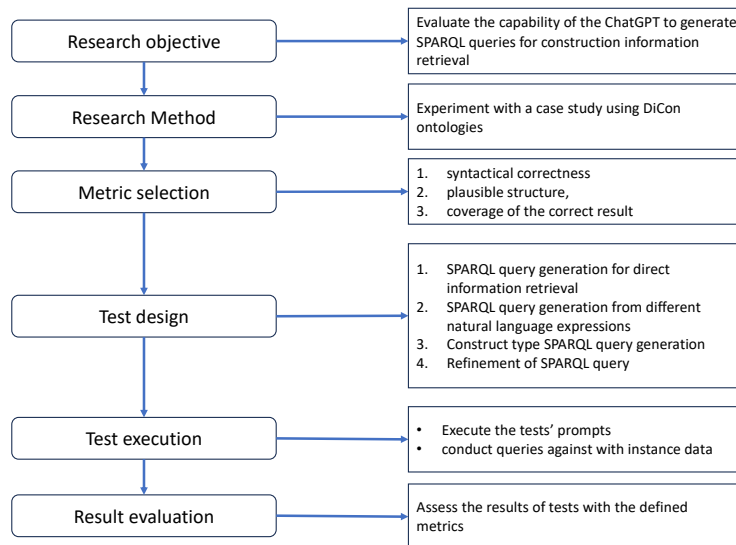 Research objective
Evaluate the capability of the ChatGPT to generate
SPARQL queries for construction information
retrieval
Research Method
Experiment with a case study using DiCon
ontologies
Metric selection
1. syntactical correctness
2. plausible structure,
3. coverage of the correct result
Test design
1. SPARQL query generation for direct
information retrieval
2. SPARQL query generation from different
natural language expressions
3. Construct type SPARQL query generation
4. Refinement of SPARQL query
Test execution
• Execute the tests’ prompts
• conduct queries against with instance data
Result evaluation
Assess the results of tests with the defined
metrics